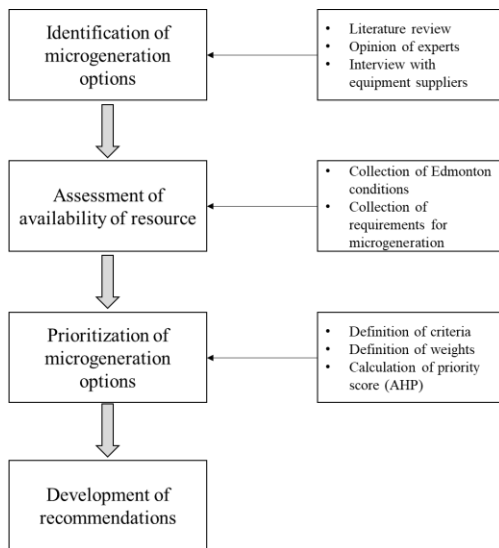 Identification of
microgeneration
options
• Literature review
• Opinion of experts
• Interview with
equipment suppliers
Assessment of
availability of resource
• Collection of Edmonton
conditions
• Collection of
requirements for
microgeneration
Prioritization of
microgeneration
options
• Definition of criteria
• Definition of weights
• Calculation of priority
score (AHP)
Development of
recommendations